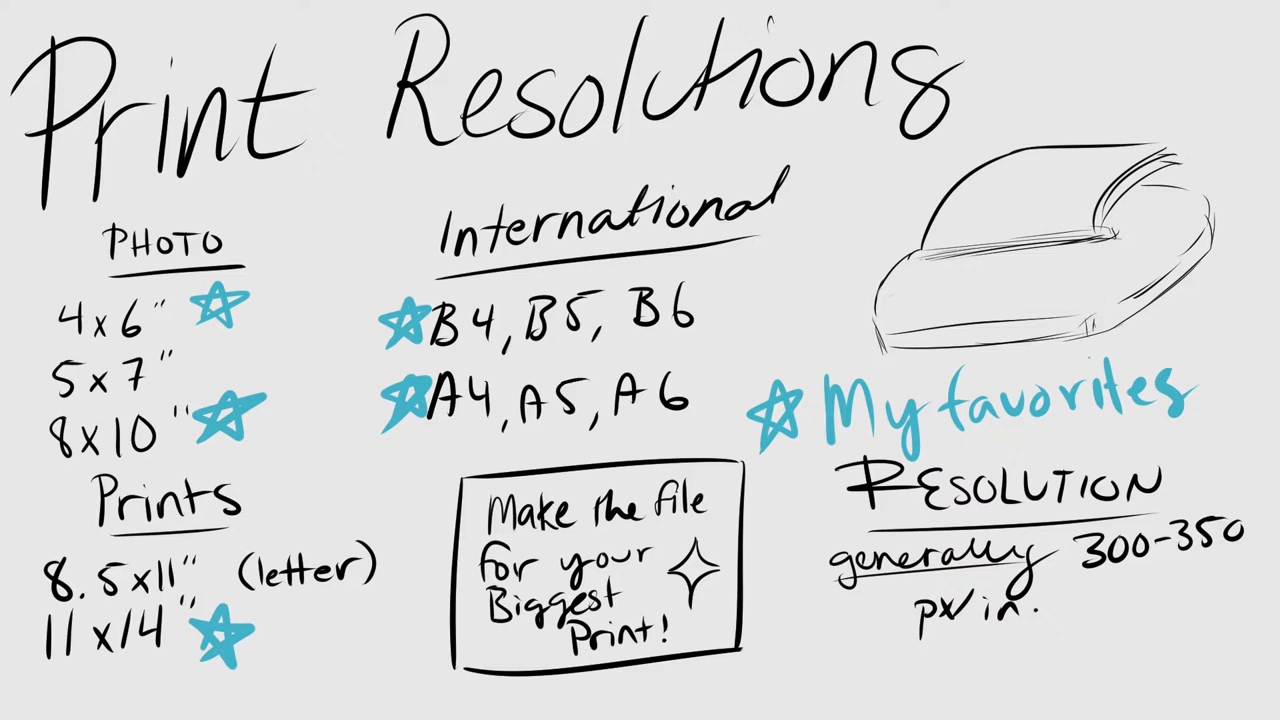 Print Resolutions
PHOTO
4x6"
5x7"
8x10"
Prints
8.5x11" (letter)
11x14"
International
B4, B5, B6
A4, A5, A6
Make the file
for your
Biggest
Print!
My favorites
RESOLUTION
generally 300-350
px/in.